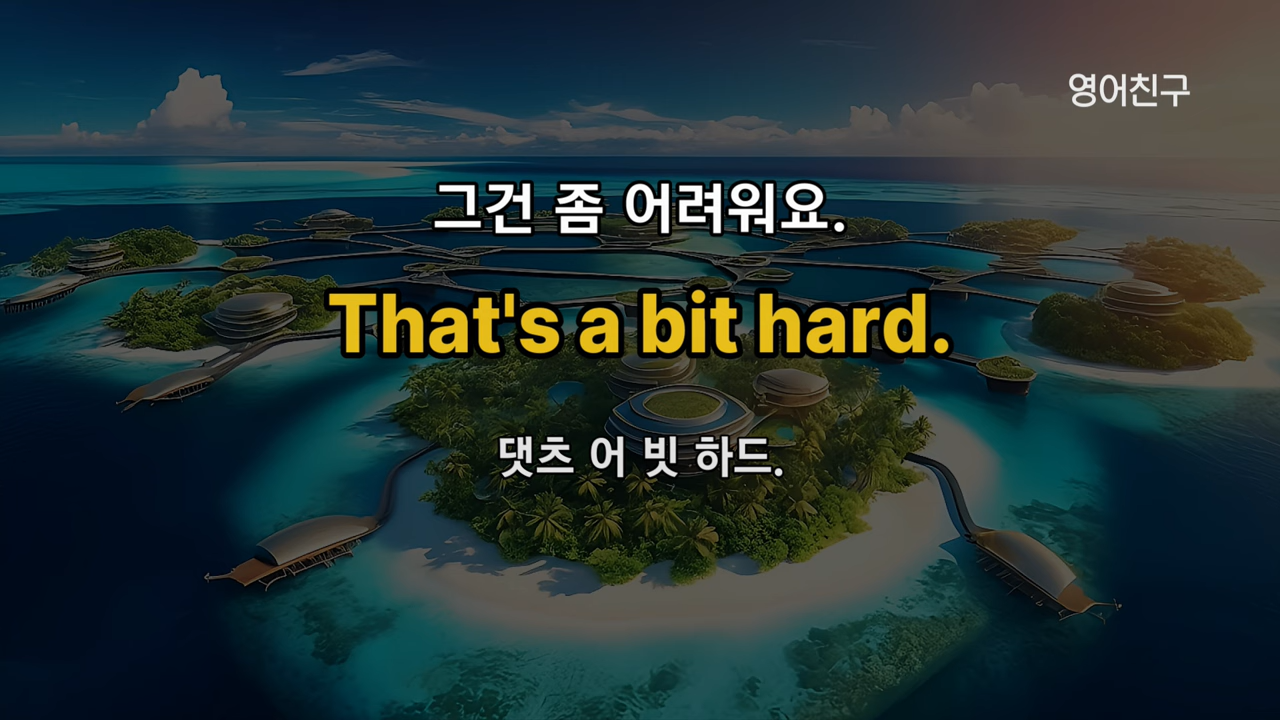 영어친구
그건 좀 어려워요.
That's a bit hard.
댓츠 어 빗 하드.